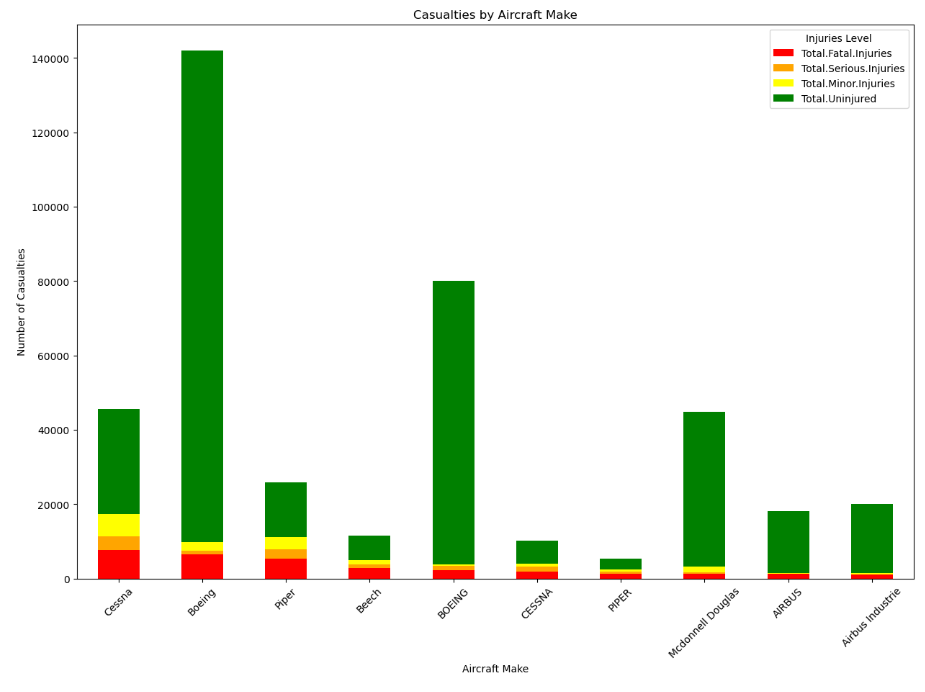 Casualties by Aircraft Make
Injuries Level
Total.Fatal.Injuries
Total.Serious.Injuries
Total.Minor.Injuries
Total.Uninjured
Number of Casualties
140000
120000
100000
80000
60000
40000
20000
0
Cessna
Boeing
Piper
Beech
BOEING
CESSNA
PIPER
Mcdonnell Douglas
AIRBUS
Airbus Industrie
Aircraft Make